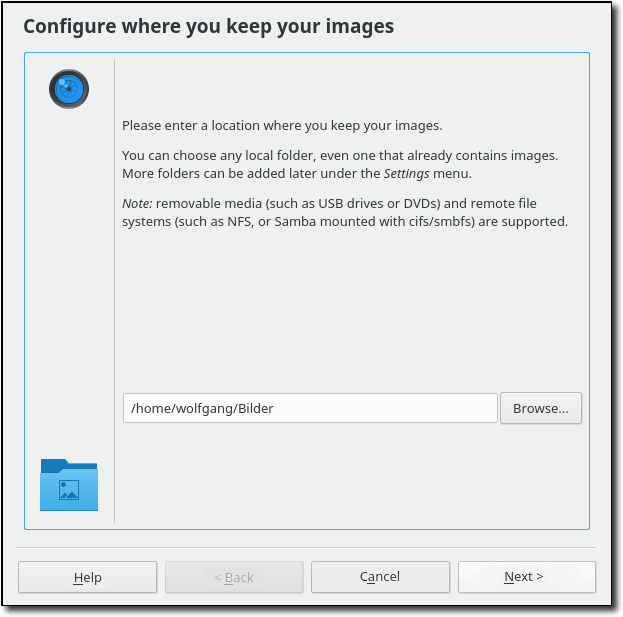 Configure where you keep your images
Please enter a location where you keep your images.
You can choose any local folder, even one that already contains images.
More folders can be added later under the Settings menu.
Note: removable media (such as USB drives or DVDs) and remote file
systems (such as NFS, or Samba mounted with cifs/smbfs) are supported.
/home/wolfgang/Bilder
Browse...
Help
< Back
Cancel
Next >